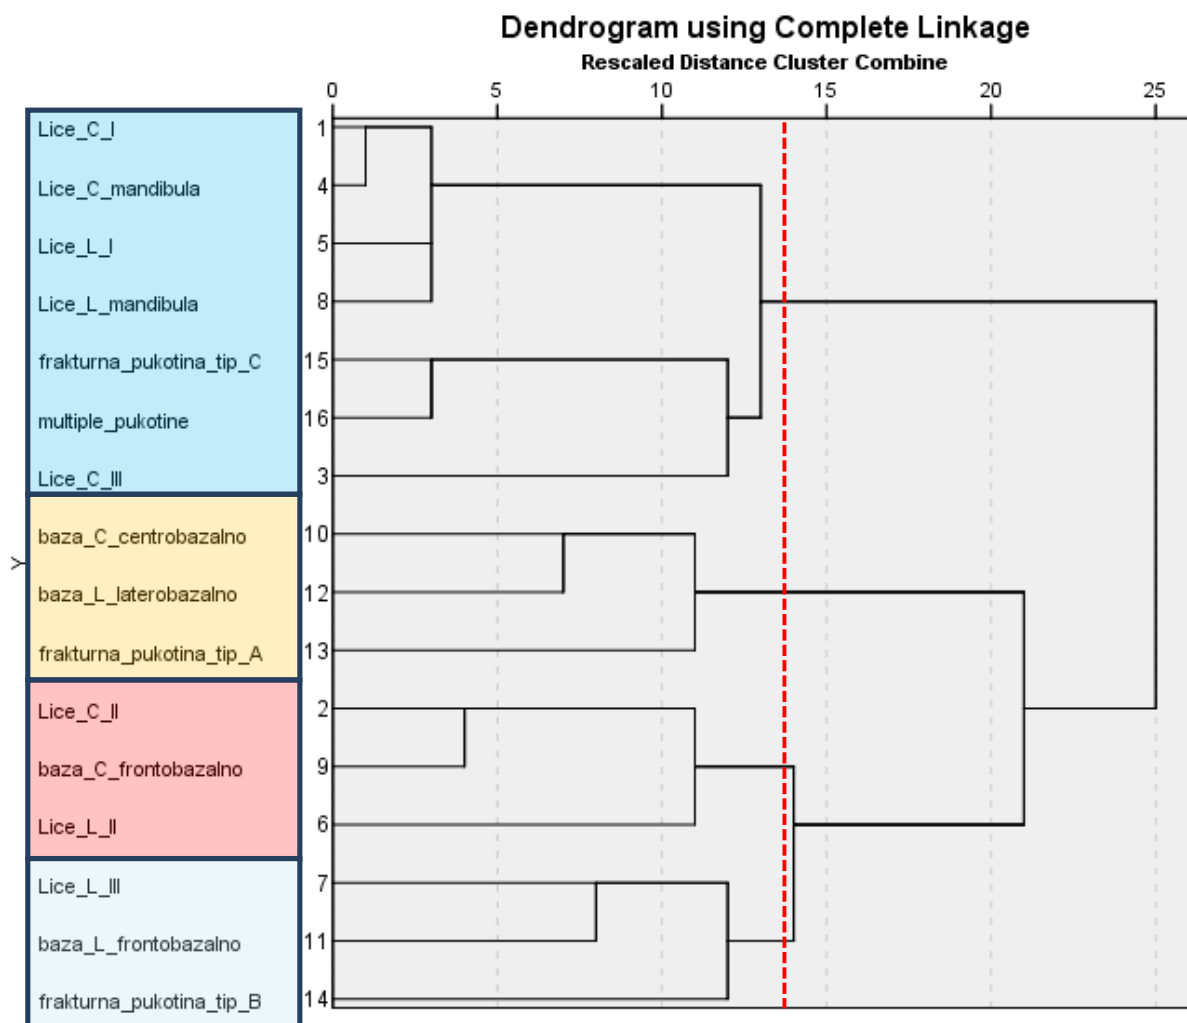 Dendrogram using Complete Linkage
Rescaled Distance Cluster Combine
0 5 10 15 20 25
Lice_C_I 1
Lice_C_mandibula 4
Lice_L_I 5
Lice_L_mandibula 8
frakturna_pukotina_tip_C 15
multiple_pukotine 16
Lice_C_III 3
baza_C_centrobazalno 10
Y
baza_L_laterobazalno 12
frakturna_pukotina_tip_A 13
Lice_C_II 2
baza_C_frontobazalno 9
Lice_L_II 6
Lice_L_III 7
baza_L_frontobazalno 11
frakturna_pukotina_tip_B 14